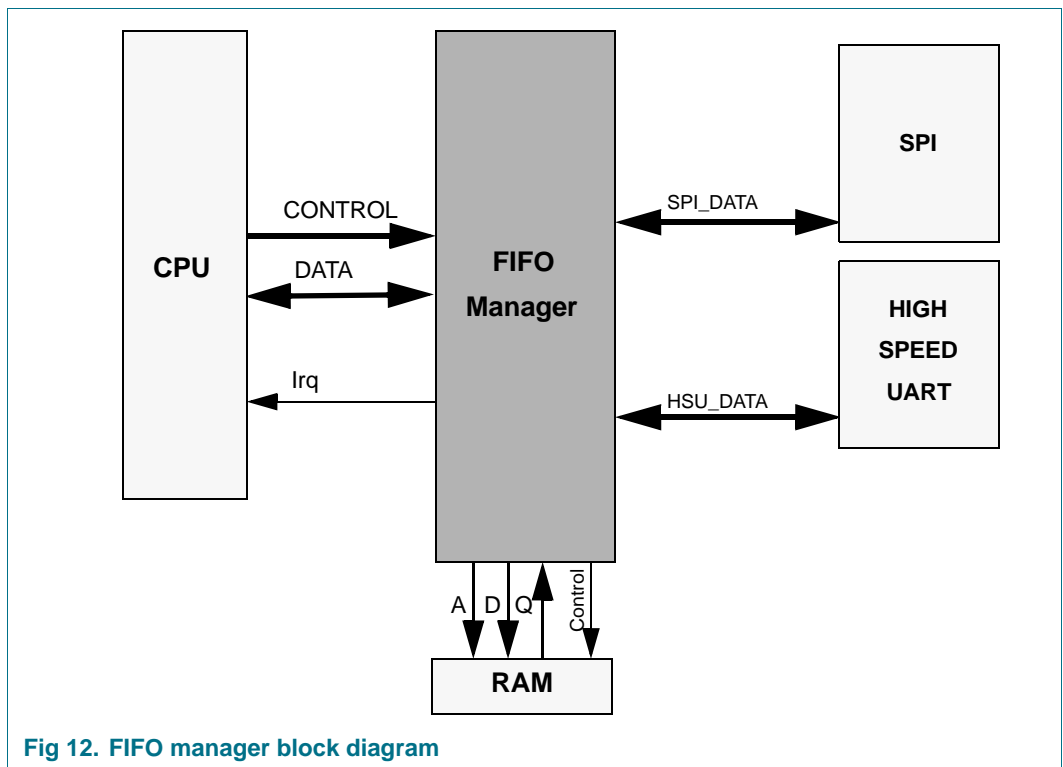 CPU
CONTROL
DATA
Irq
FIFO
Manager
SPI_DATA
SPI
HSU_DATA
HIGH
SPEED
UART
A
D
Q
Control
RAM
Fig 12. FIFO manager block diagram